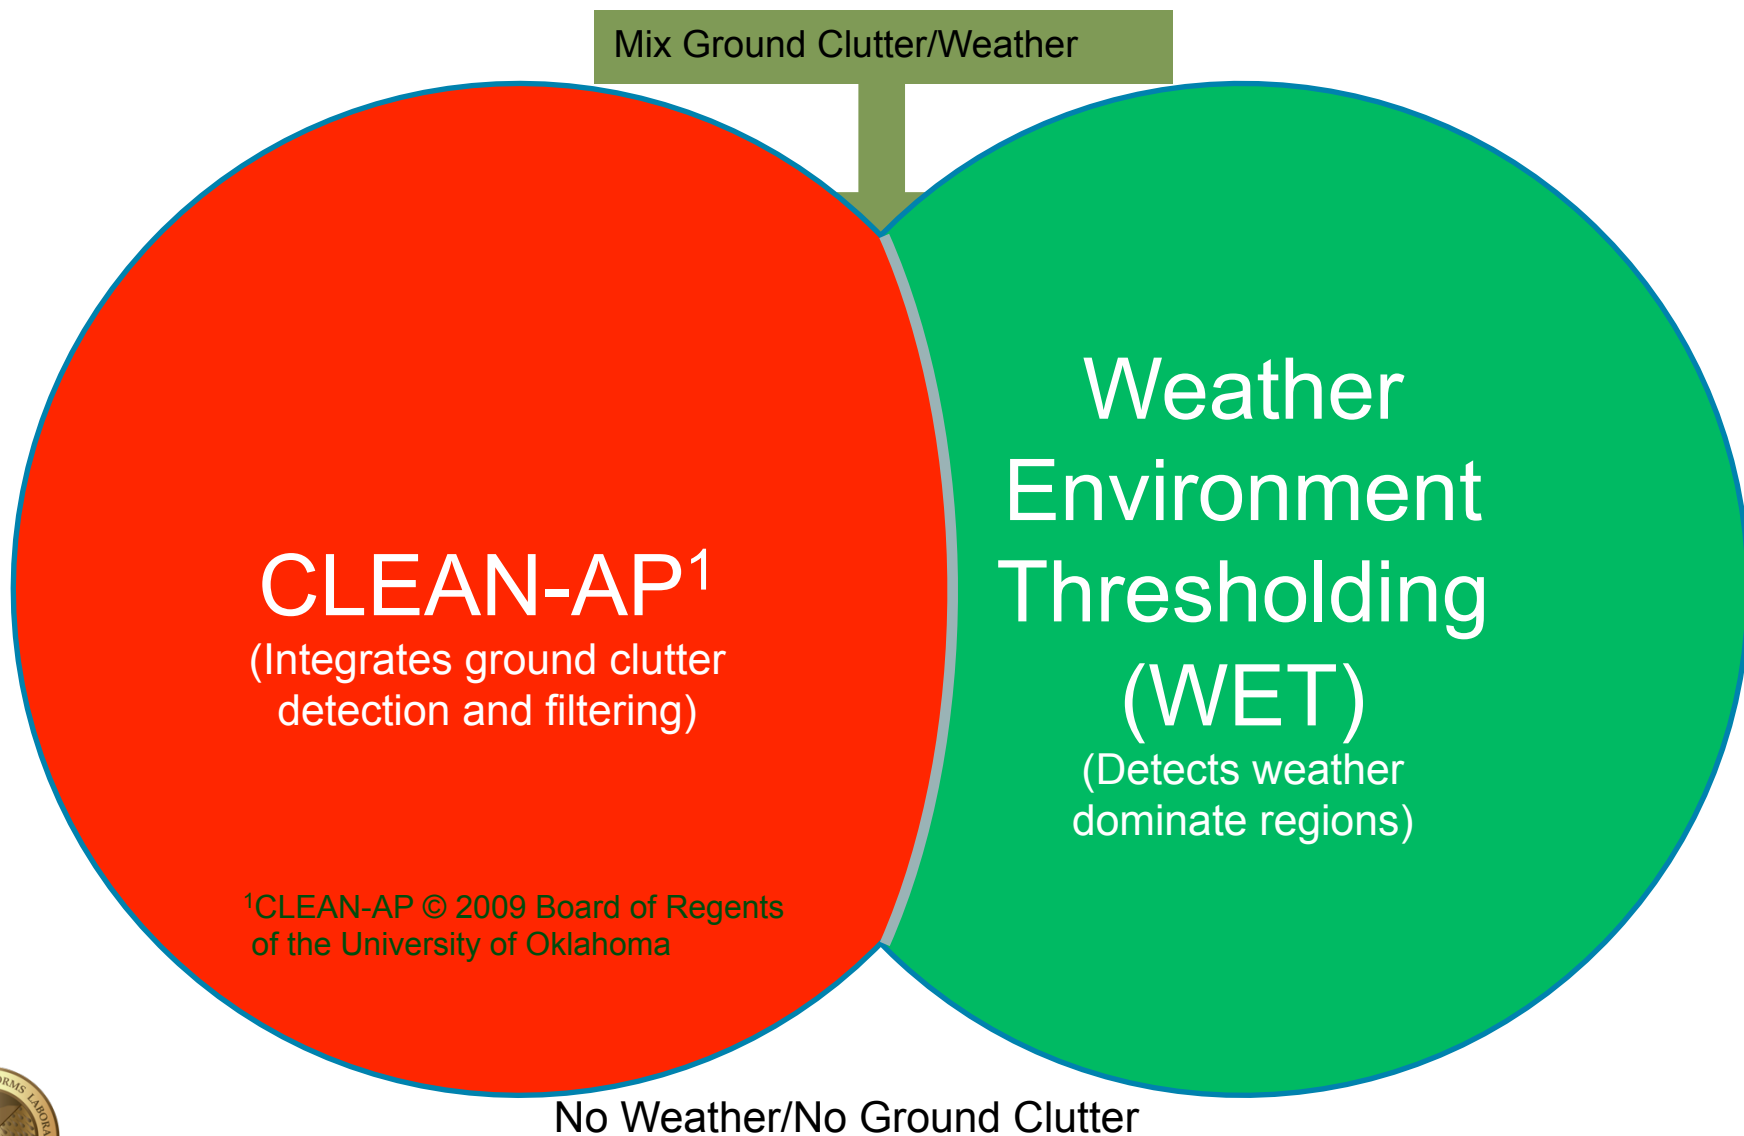 Mix Ground Clutter/Weather
CLEAN-AP¹
(Integrates ground clutter
detection and filtering)
¹CLEAN-AP © 2009 Board of Regents
of the University of Oklahoma
Weather
Environment
Thresholding
(WET)
(Detects weather
dominate regions)
No Weather/No Ground Clutter